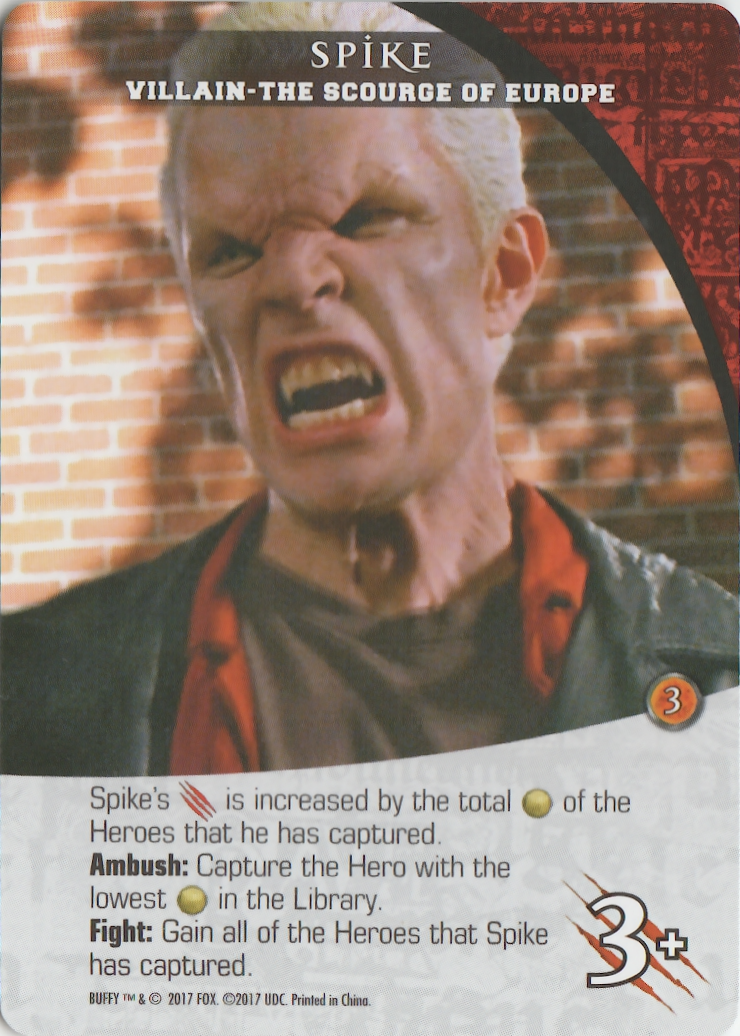 SPIKE
VILLAIN-THE SCOURGE OF EUROPE
3
Spike's is increased by the total of the
Heroes that he has captured.
Ambush: Capture the Hero with the
lowest in the Library.
Fight: Gain all of the Heroes that Spike
has captured.
3+
BUFFY ™ & © 2017 FOX. ©2017 UDC. Printed in China.